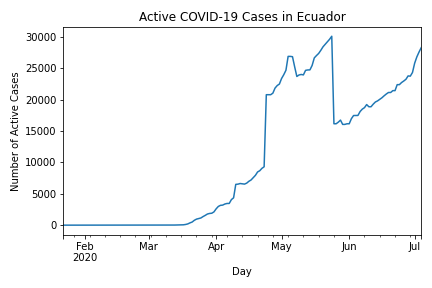 Active COVID-19 Cases in Ecuador
Number of Active Cases
30000
25000
20000
15000
10000
5000
0
Feb Mar Apr May Jun Jul
2020
Day